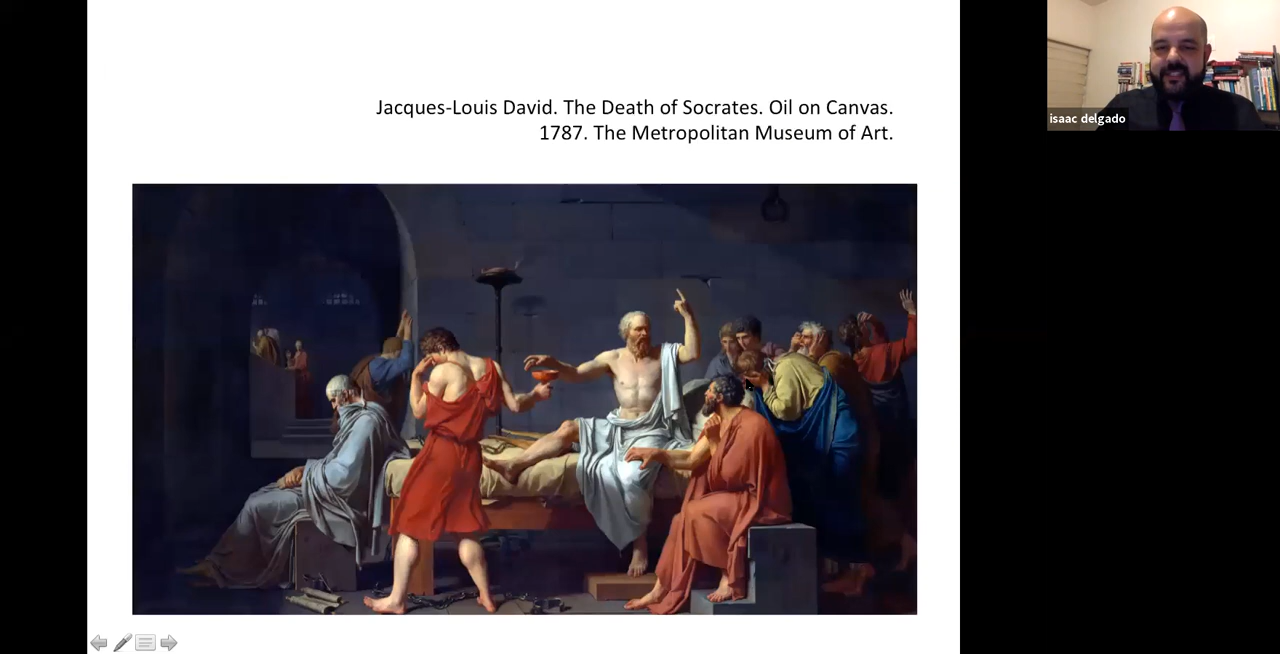 Jacques-Louis David. The Death of Socrates. Oil on Canvas.
1787. The Metropolitan Museum of Art.
isaac delgado